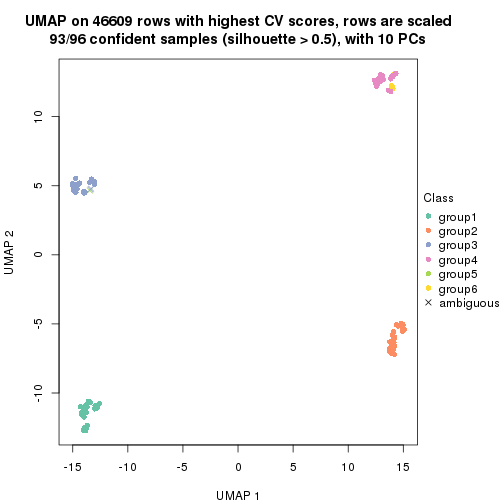 UMAP on 46609 rows with highest CV scores, rows are scaled
93/96 confident samples (silhouette > 0.5), with 10 PCs
10
5
0
-5
-10
UMAP 2
-15
-10
-5
0
5
10
15
UMAP 1
Class
group1
group2
group3
group4
group5
group6
ambiguous